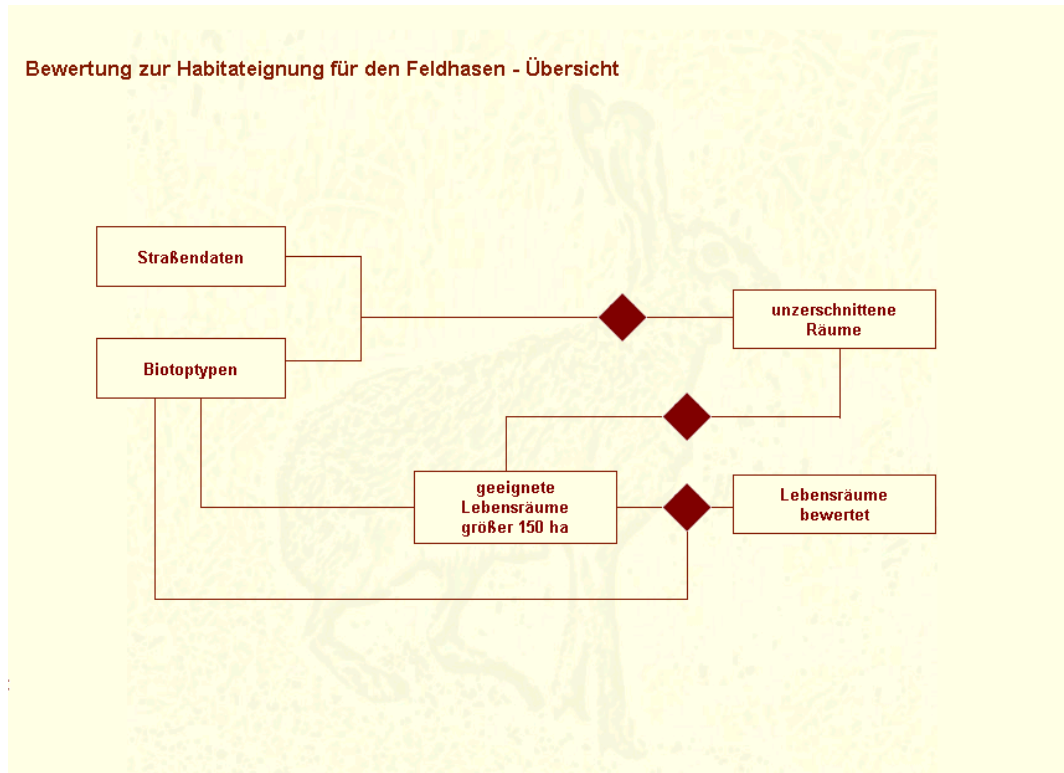 Bewertung zur Habitateignung für den Feldhasen - Übersicht
Straßendaten
unzerschnittene
Räume
Biotoptypen
geeignete
Lebensräume
größer 150 ha
Lebensräume
bewertet